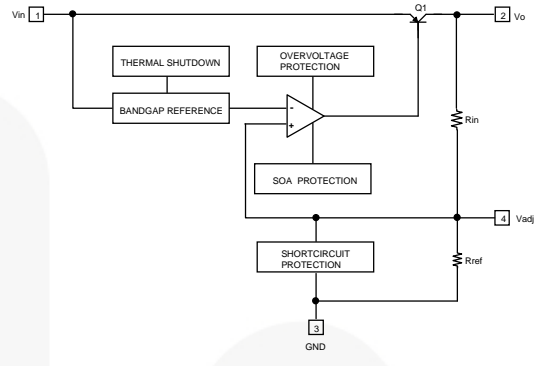 Q1
Vin 1
2 Vo
THERMAL SHUTDOWN
OVERVOLTAGE
PROTECTION
BANDGAP REFERENCE
-
+
Rin
SOA PROTECTION
4 Vadj
SHORTCIRCUIT
PROTECTION
Rref
3
GND